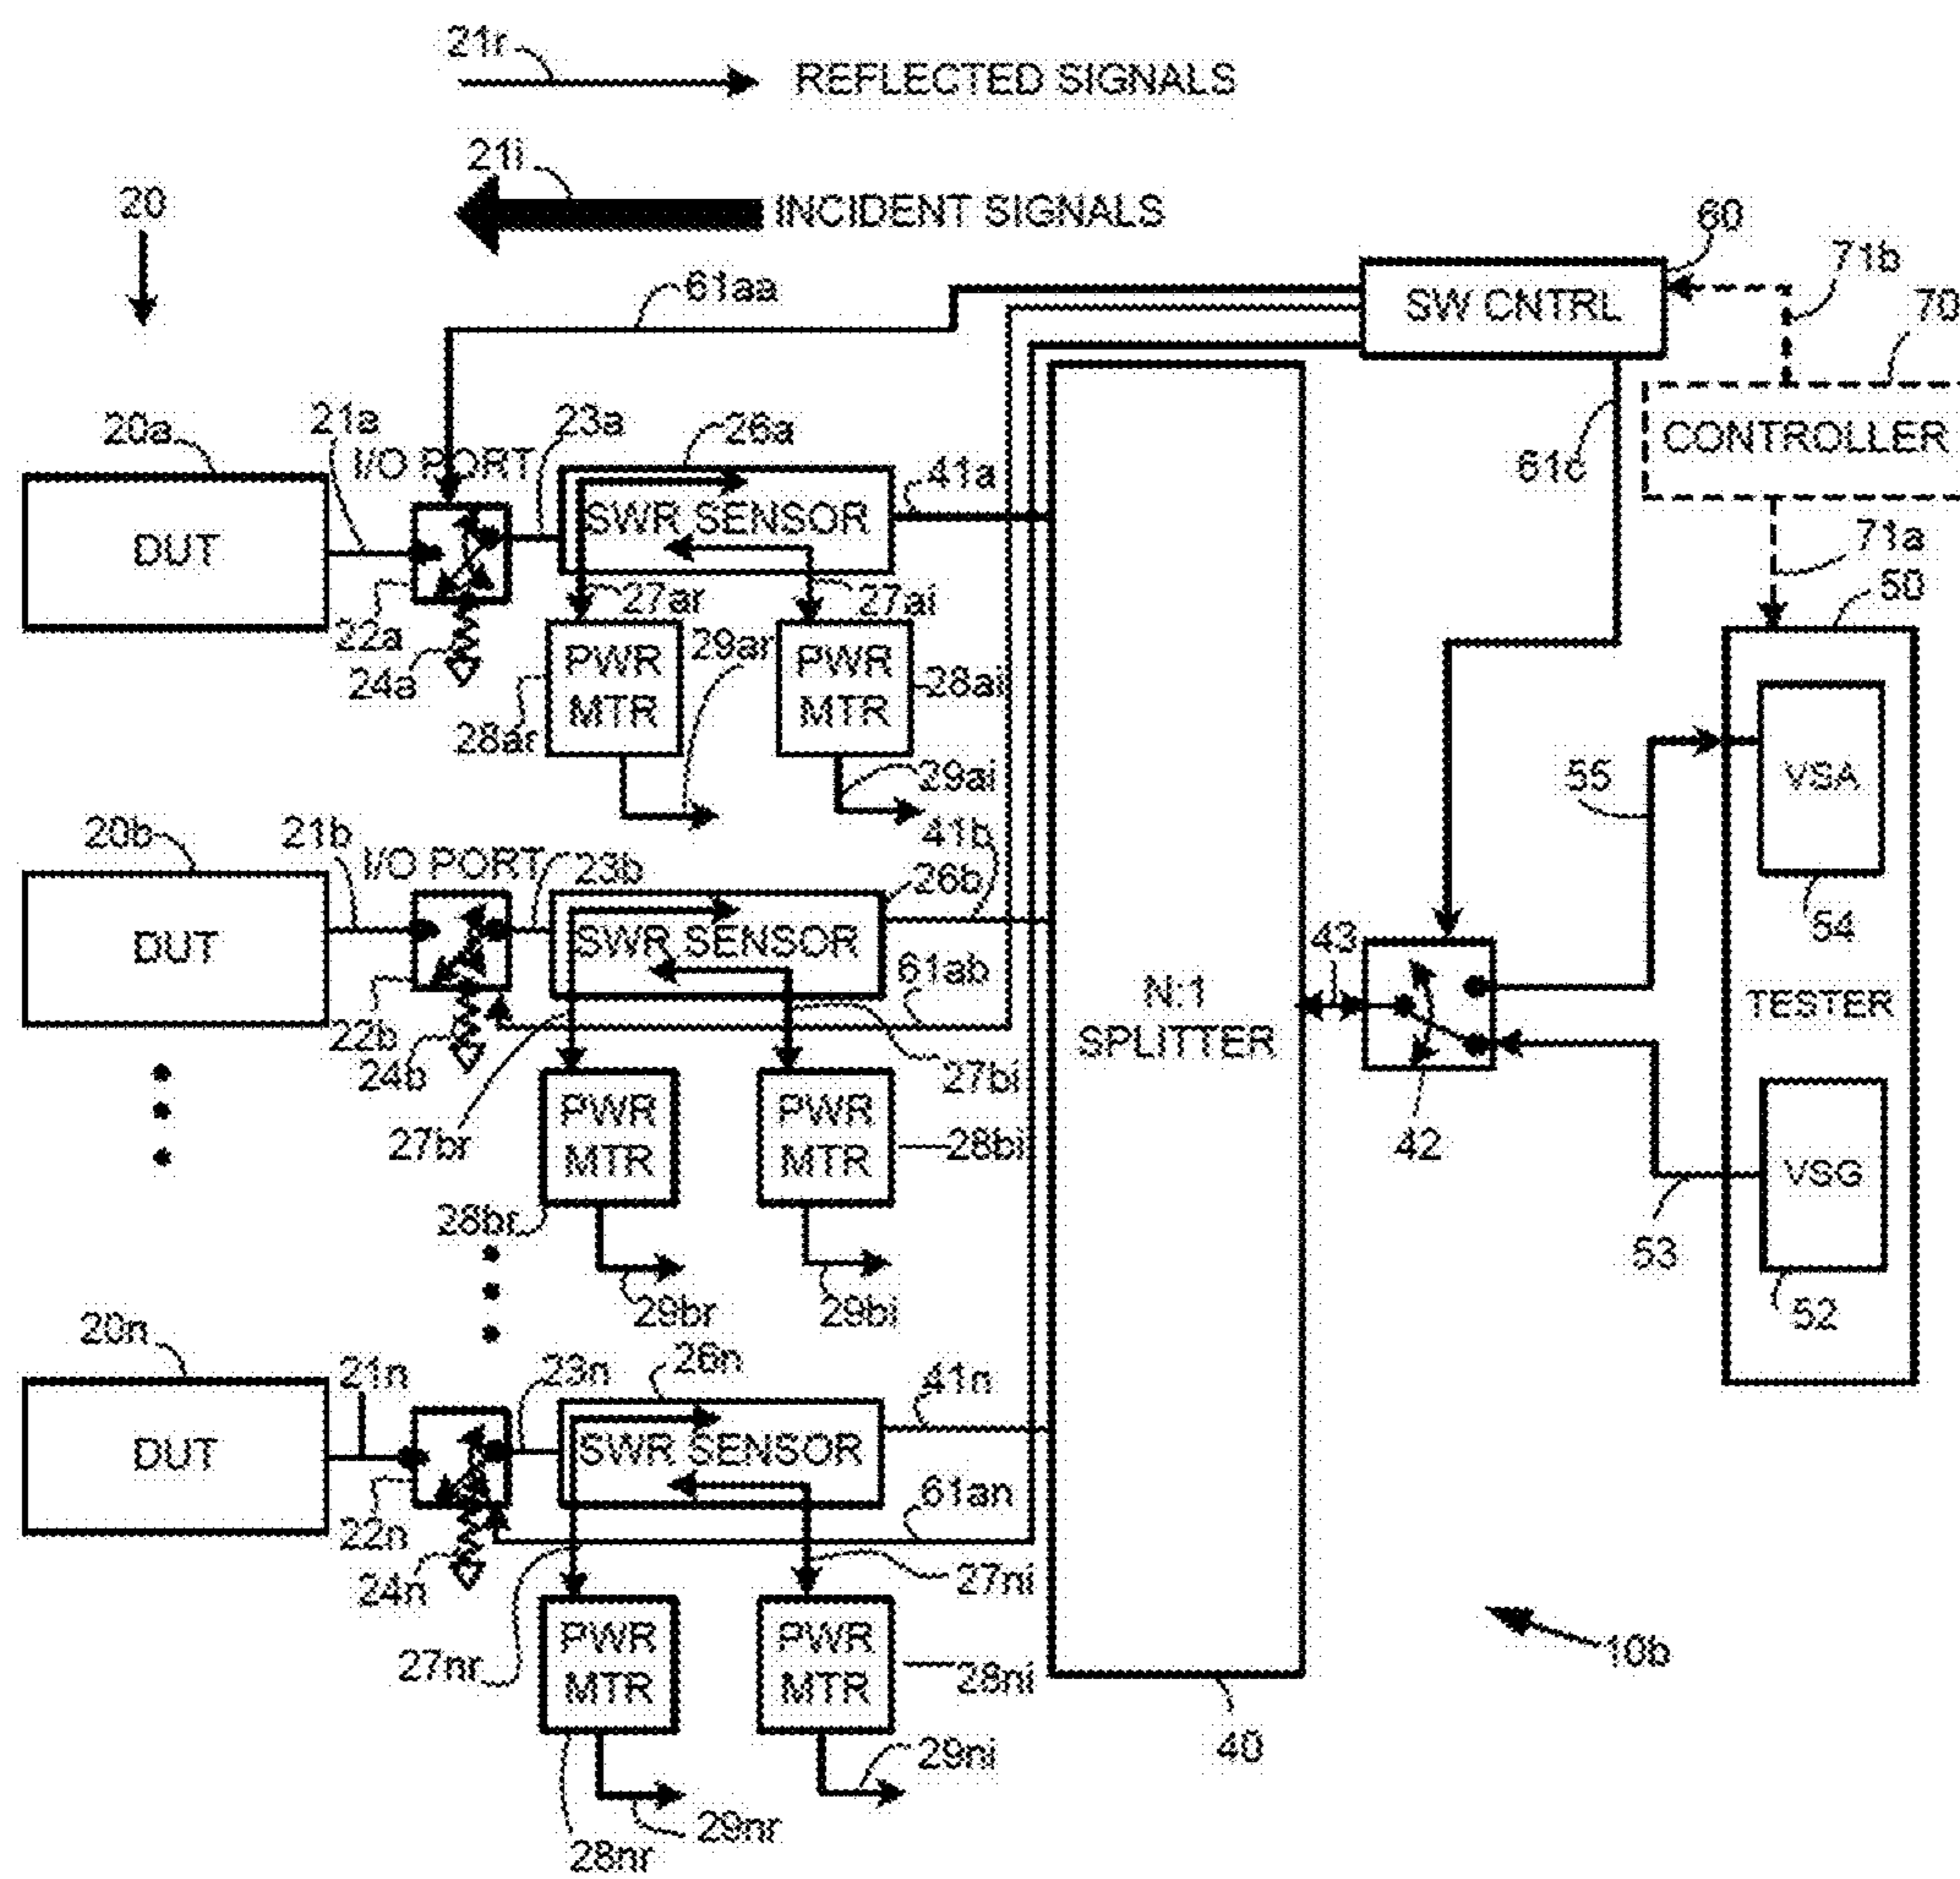 21r
REFLECTED SIGNALS
21i
INCIDENT SIGNALS
20
61aa
60
SW CNTRL
71b
70
CONTROLLER
61c
71a
50
20a
DUT
21a
I/O PORT
23a
26a
SWR SENSOR
41a
22a
24a
27ar
27ai
PWR
MTR
PWR
MTR
28ar
28ai
29ar
29ai
20b
DUT
21b
I/O PORT
23b
26b
SWR SENSOR
41b
61ab
22b
24b
27br
27bi
PWR
MTR
PWR
MTR
28br
28bi
29br
29bi
20n
DUT
21n
23n
26n
SWR SENSOR
41n
61an
22n
24n
27nr
27ni
PWR
MTR
PWR
MTR
28nr
28ni
29nr
29ni
N:1
SPLITTER
40
43
42
55
53
VSA
54
TESTER
VSG
52
10b